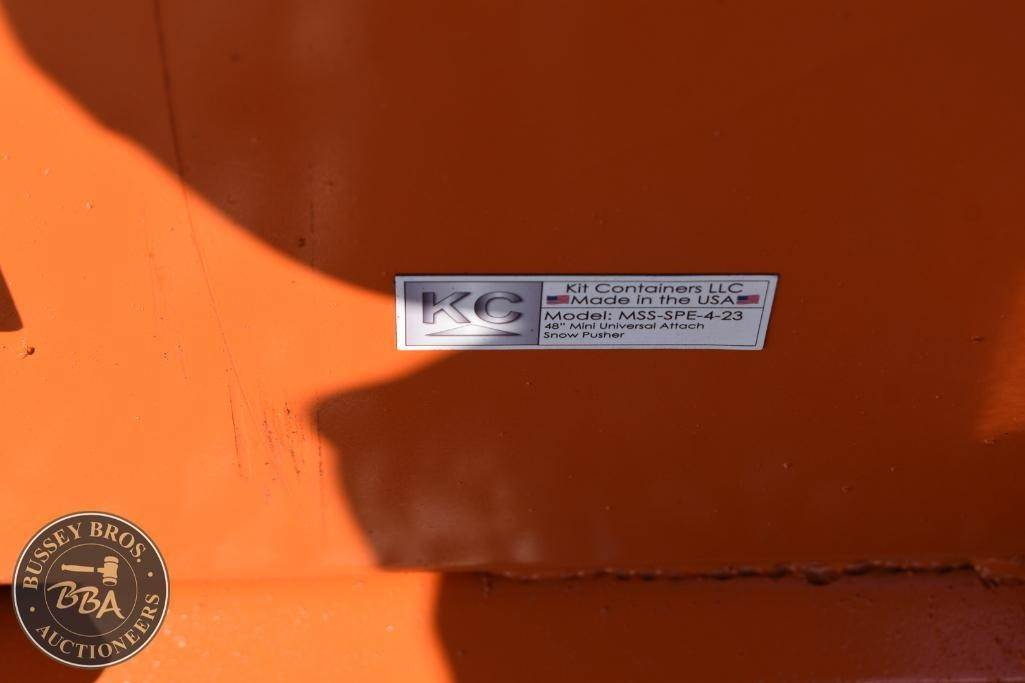 KC
Kit Containers LLC
Made in the USA
Model: MSS-SPE-4-23
48" Mini Universal Attach
Snow Pusher
BUSSEY BROS.
BBA
AUCTIONEERS